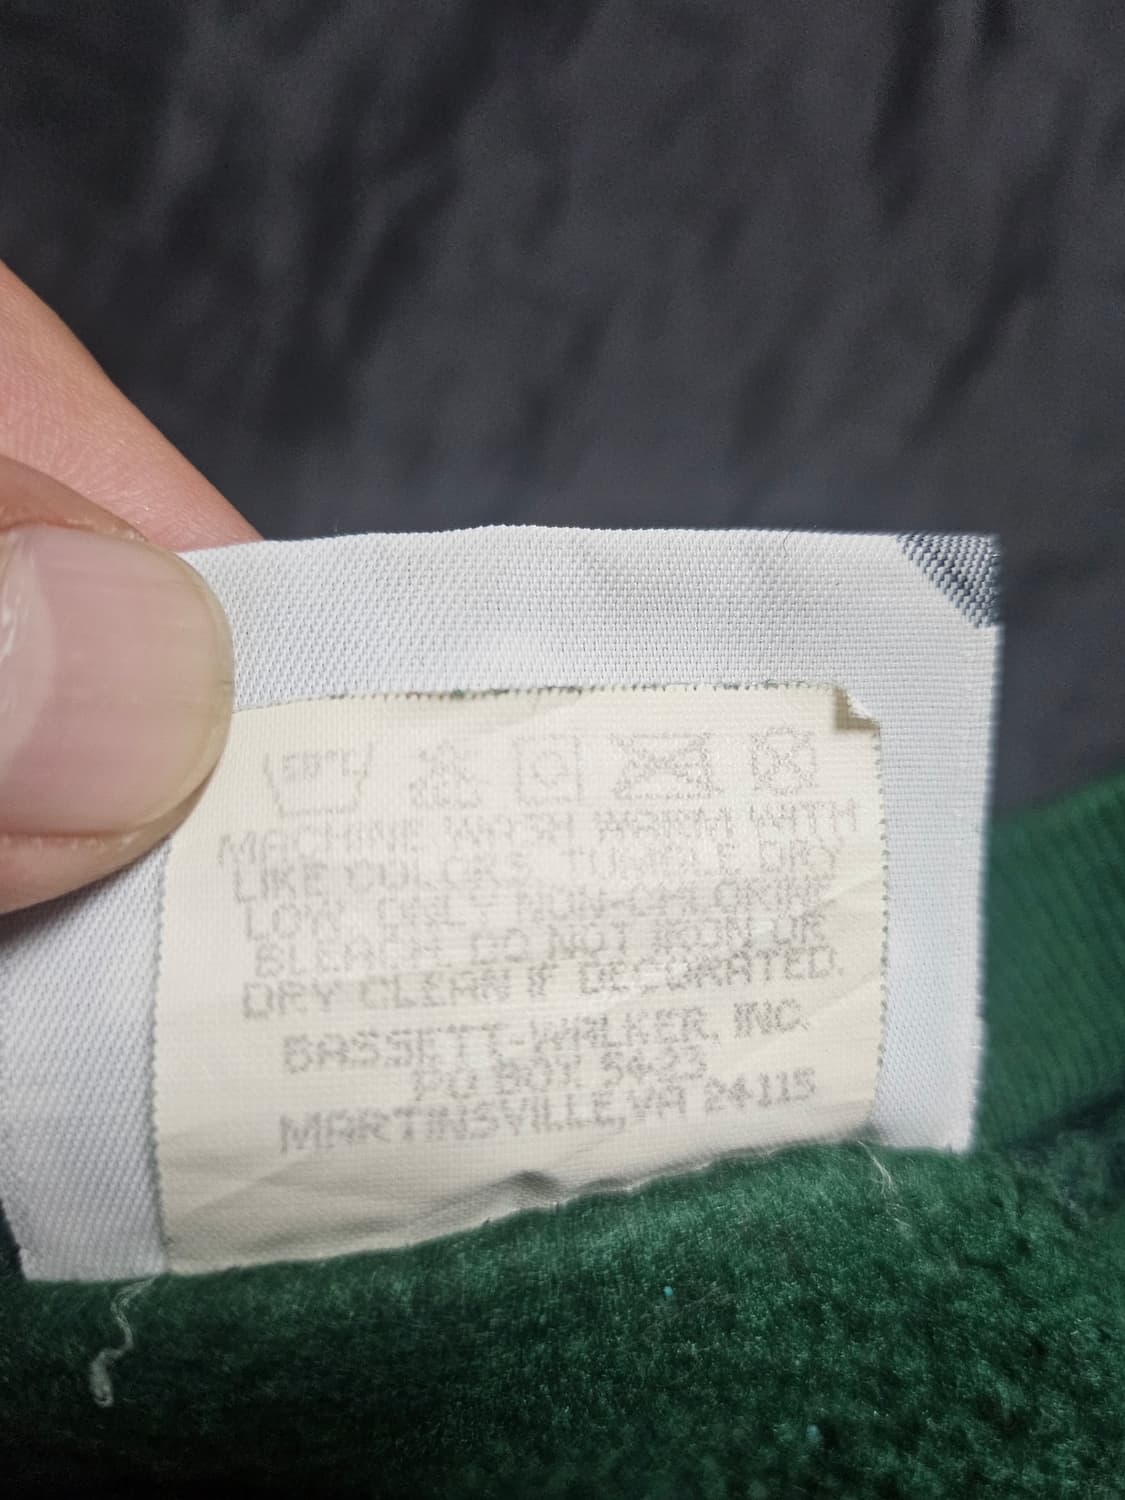 MACHINE WASH WARM WITH
LIKE COLORS. TUMBLE DRY
LOW. ONLY NON-CHLORINE
BLEACH. DO NOT IRON OR
DRY CLEAN IF DECORATED.
BASSETT-WALKER, INC.
PO BOX 5423
MARTINSVILLE, VA 24115